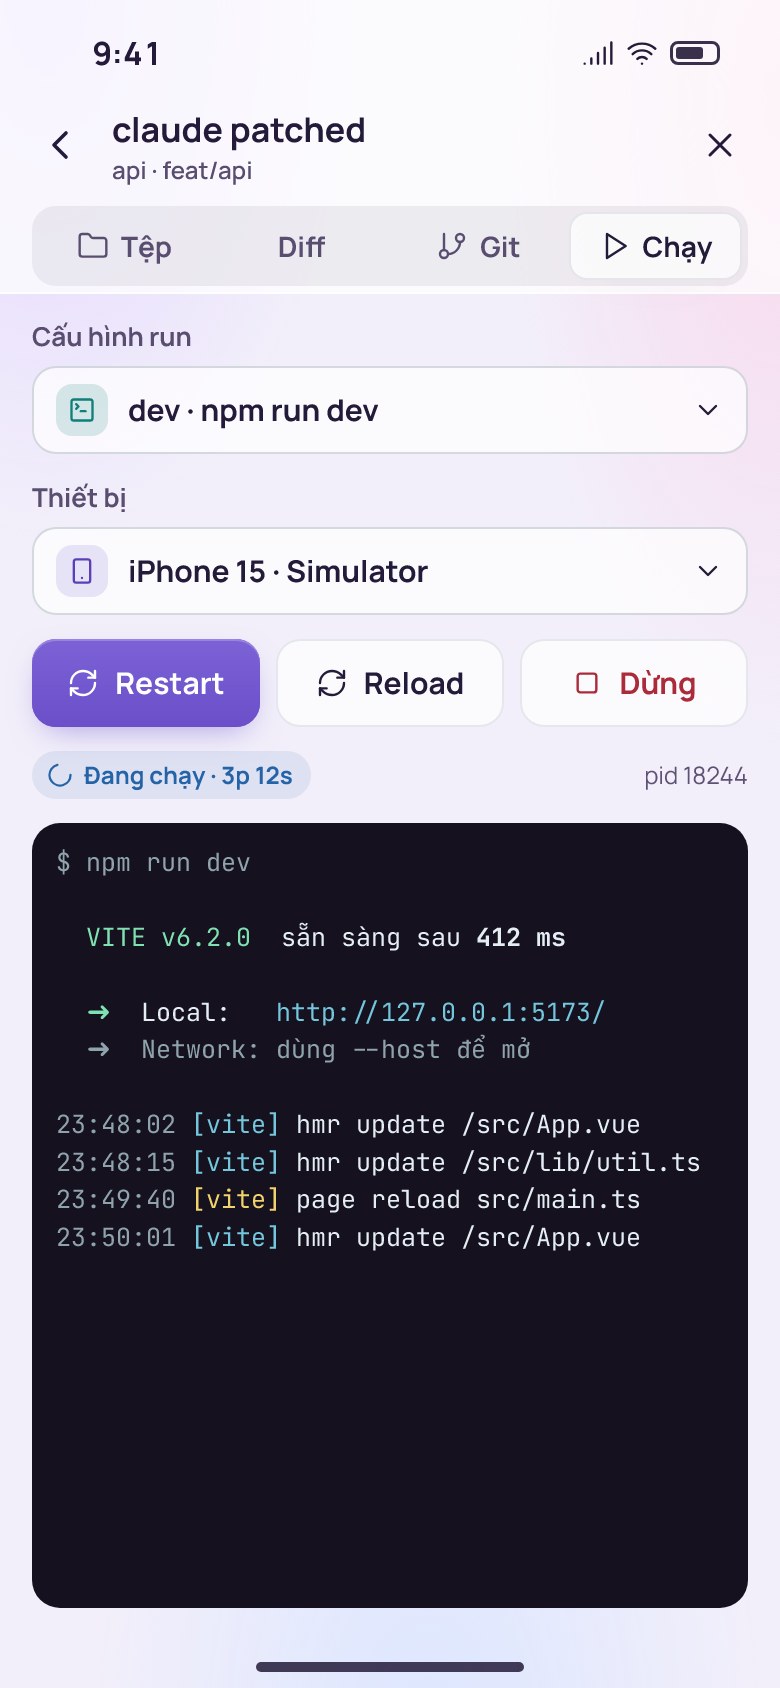 9:41
claude patched
api · feat/api
Tệp Diff Git Chạy
Cấu hình run
dev · npm run dev
Thiết bị
iPhone 15 · Simulator
Restart Reload Dừng
Đang chạy · 3p 12s pid 18244
$ npm run dev
VITE v6.2.0 sẵn sàng sau 412 ms
➜ Local: http://127.0.0.1:5173/
➜ Network: dùng --host để mở
23:48:02 [vite] hmr update /src/App.vue
23:48:15 [vite] hmr update /src/lib/util.ts
23:49:40 [vite] page reload src/main.ts
23:50:01 [vite] hmr update /src/App.vue